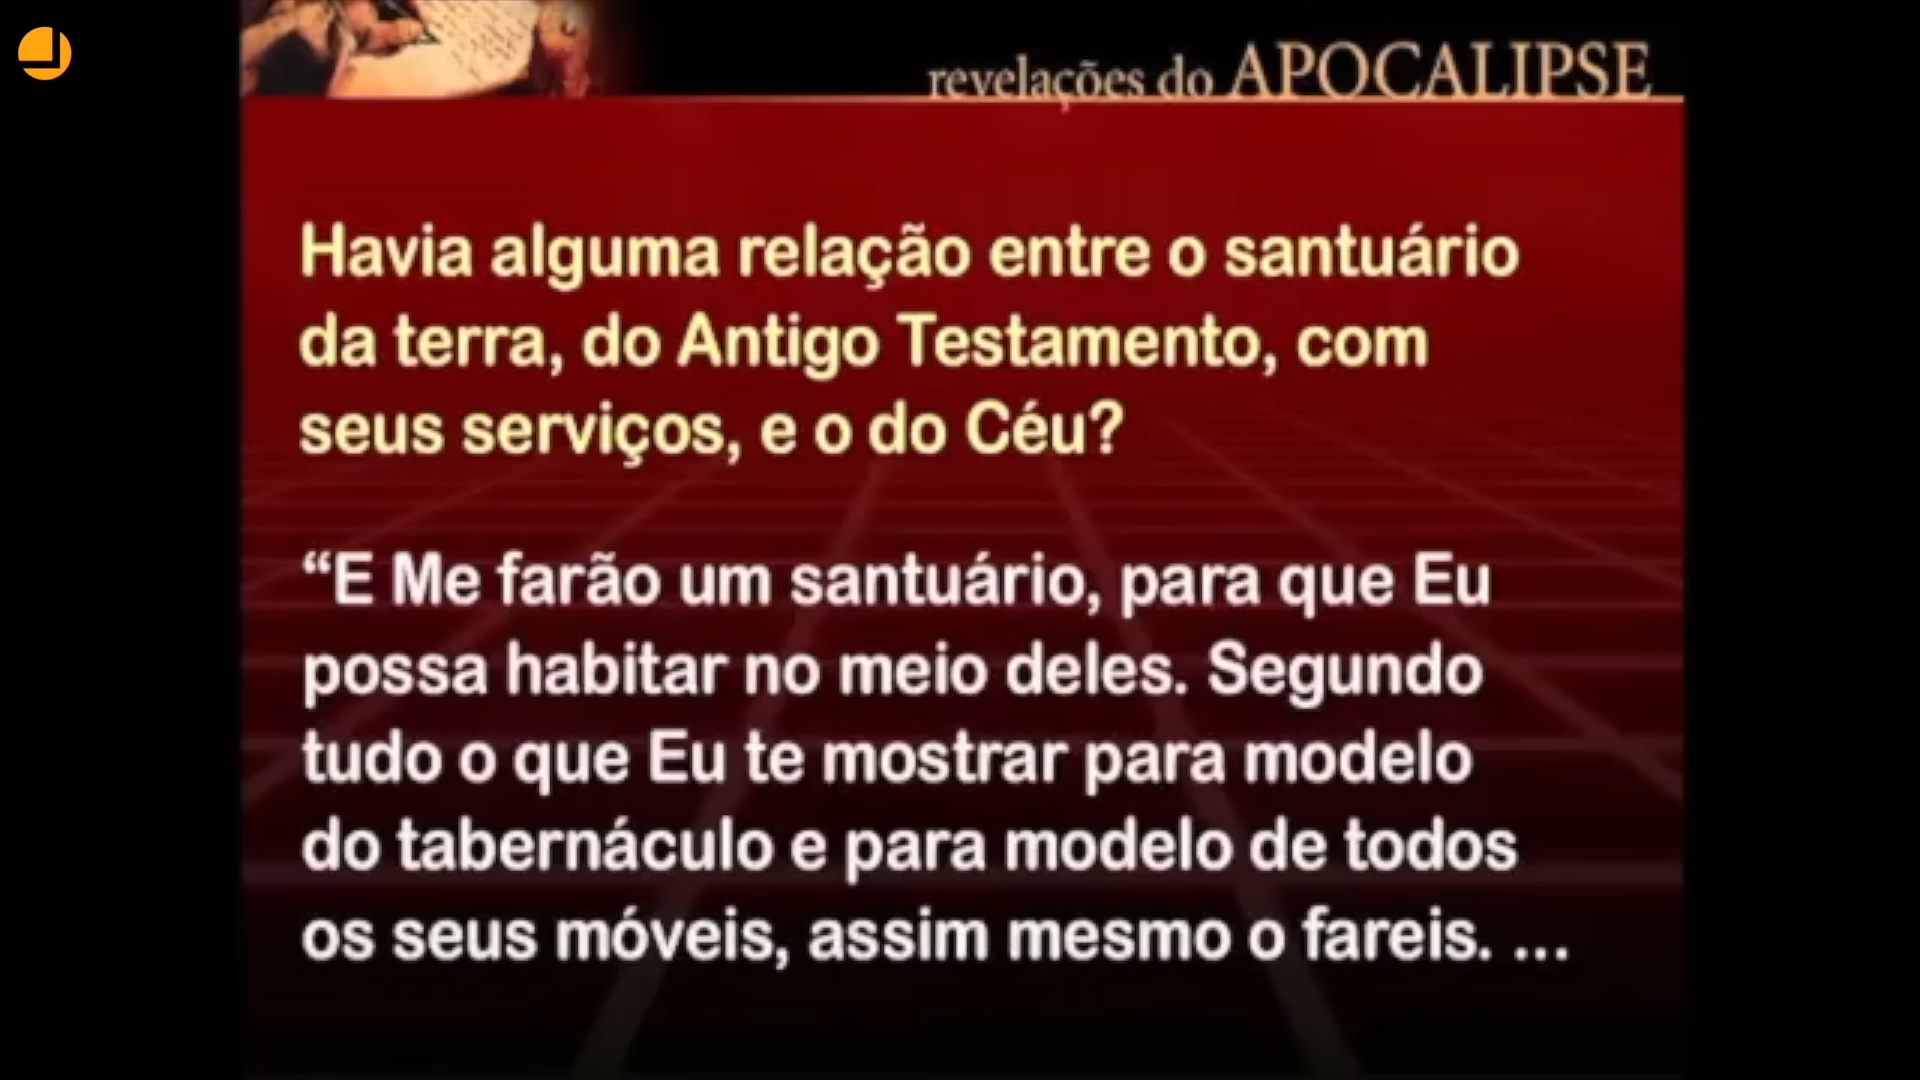 revelações do APOCALIPSE
Havia alguma relação entre o santuário
da terra, do Antigo Testamento, com
seus serviços, e o do Céu?
“E Me farão um santuário, para que Eu
possa habitar no meio deles. Segundo
tudo o que Eu te mostrar para modelo
do tabernáculo e para modelo de todos
os seus móveis, assim mesmo o fareis. ...